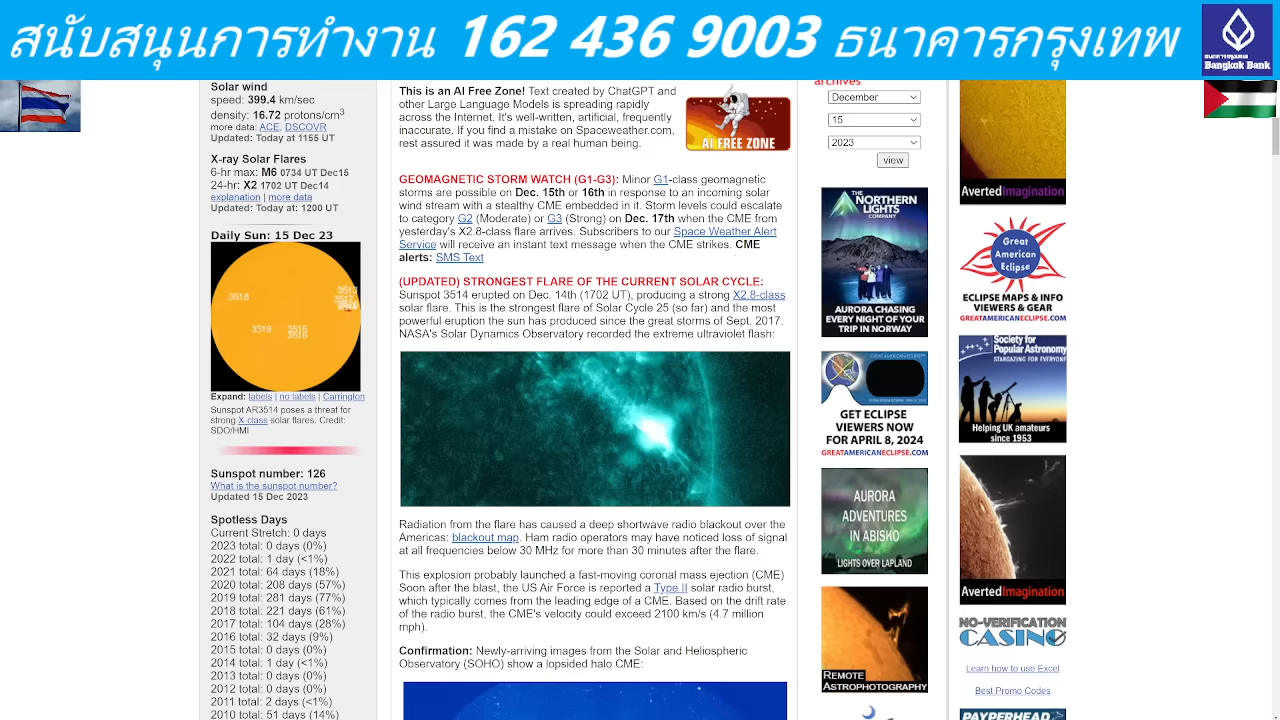 สนับสนุนการทำงาน 162 436 9003 ธนาคารกรุงเทพ
ธนาคารกรุงเทพ
Bangkok Bank
Solar wind
speed: 399.4 km/sec
density: 16.72 protons/cm3
more data: ACE, DSCOVR
Updated: Today at 1155 UT
X-ray Solar Flares
6-hr max: M6 0734 UT Dec15
24-hr: X2 1702 UT Dec14
explanation | more data
Updated: Today at: 1200 UT
Daily Sun: 15 Dec 23
3518
3513
3519
Expand: labels | no labels | Carrington
Sunspot AR3514 poses a threat for
strong X-class solar flares. Credit:
SDO/HMI
Sunspot number: 126
What is the sunspot number?
Updated 15 Dec 2023
Spotless Days
Current Stretch: 0 days
2023 total: 0 days (0%)
2022 total: 1 day (<1%)
2021 total: 64 days (18%)
2020 total: 208 days (57%)
2019 total: 281 days (77%)
2018 total: 221 days (61%)
2017 total: 104 days (28%)
2016 total: 32 days (9%)
2015 total: 0 days (0%)
2014 total: 1 day (<1%)
2013 total: 0 days (0%)
2012 total: 0 days (0%)
2011 total: 2 days (<1%)
2010 total: 51 days (14%)
This is an AI Free Zone! Text created by ChatGPT and
other Large Language Models is spreading rapidly
across the Internet. It's well-written, artificial, frequently
inaccurate. If you find a mistake on Spaceweather.com,
rest assured it was made by a real human being.
AI FREE ZONE
GEOMAGNETIC STORM WATCH (G1-G3): Minor G1-class geomagnetic
storms are possible on Dec. 15th or 16th in response to an incoming solar
wind stream with a stealthy CME embedded in it. Storm levels could escalate
to category G2 (Moderate) or G3 (Strong) on Dec. 17th when the CME from
yesterday's X2.8-class flare arrives. Subscribers to our Space Weather Alert
Service will receive an instant text message when the CME strikes. CME
alerts: SMS Text
(UPDATED) STRONGEST FLARE OF THE CURRENT SOLAR CYCLE:
Sunspot 3514 erupted on Dec. 14th (1702 UT), producing a strong X2.8-class
solar flare. This is the strongest flare of Solar Cycle 25 (so far) and the most
powerful eruption the sun has produced since the great storms of Sept. 2017.
NASA's Solar Dynamics Observatory recorded the extreme ultraviolet flash:
Radiation from the flare has caused a deep shortwave radio blackout over the
Americas: blackout map. Ham radio operators may have noticed loss of signal
at all frequencies below 30 MHz for more than 30 minutes after the flare.
This explosion probably launched a fast-moving coronal mass ejection (CME)
Soon after the blast, the US Air Force is reported a Type II solar radio burst,
which typically comes from the leading edge of a CME. Based on the drift rate
of the radio burst, the CME's velocity could exceed 2100 km/s (4.7 million
mph).
Confirmation: Newly-arriving images from the Solar and Heliospheric
Observatory (SOHO) show a lopsided halo CME:
archives
December
15
2023
view
THE
NORTHERN
LIGHTS
COMPANY
AURORA CHASING
EVERY NIGHT OF YOUR
TRIP IN NORWAY
GET ECLIPSE
VIEWERS NOW
FOR APRIL 8, 2024
GREATAMERICANECLIPSE.COM
AURORA
ADVENTURES
IN ABISKO
LIGHTS OVER LAPLAND
REMOTE
ASTROPHOTOGRAPHY
AvertedImagination
Great
American
Eclipse
ECLIPSE MAPS & INFO
VIEWERS & GEAR
GREATAMERICANECLIPSE.COM
Society for
Popular Astronomy
STARGAZING FOR EVERYONE
Helping UK amateurs
since 1953
AvertedImagination
NO-VERIFICATION
CASINO
Learn how to use Excel
Best Promo Codes
PAYPERHEAD